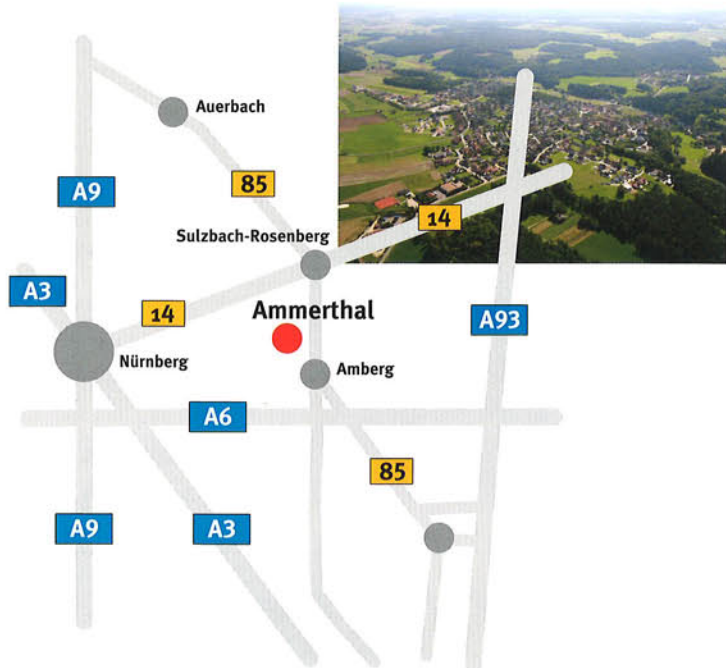 Auerbach
A9
85
Sulzbach-Rosenberg
14
A3
14
Ammerthal
A93
Nürnberg
Amberg
A6
85
A9
A3